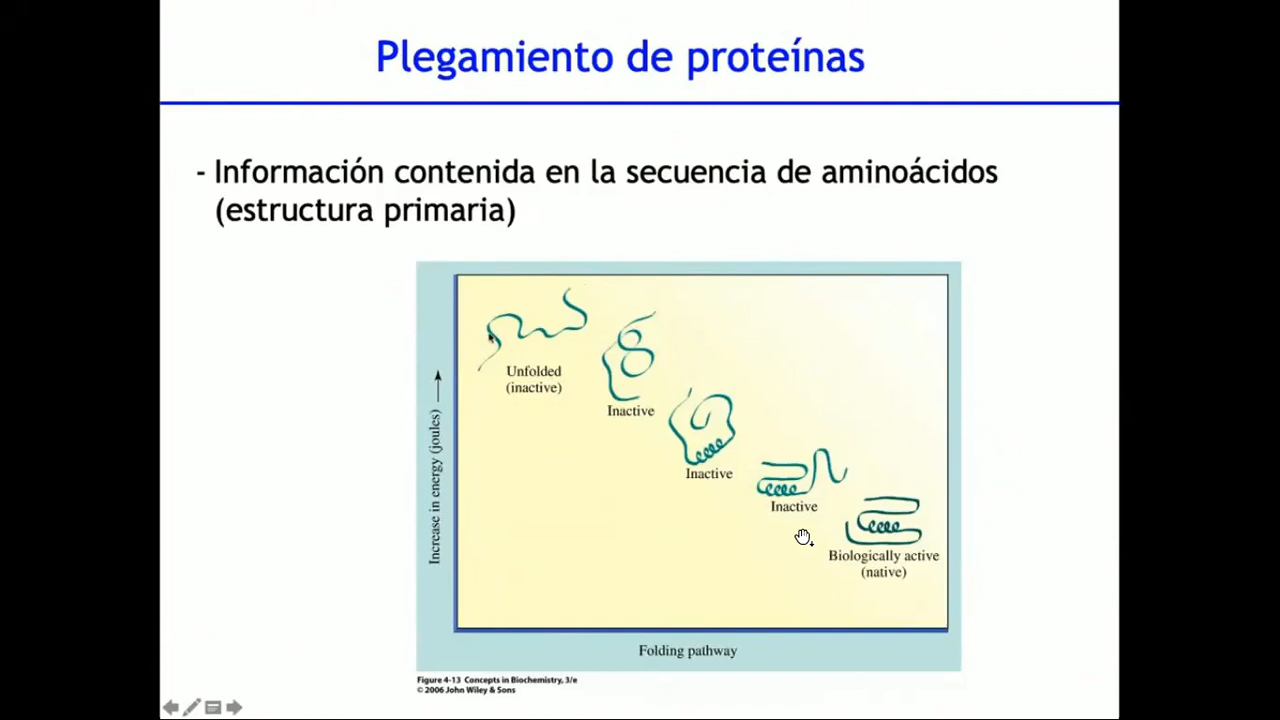 Plegamiento de proteínas
- Información contenida en la secuencia de aminoácidos
(estructura primaria)
Increase in energy (joules)
Unfolded
(inactive)
Inactive
Inactive
Inactive
Biologically active
(native)
Folding pathway
Figure 4-13 Concepts in Biochemistry, 3/e
© 2006 John Wiley & Sons